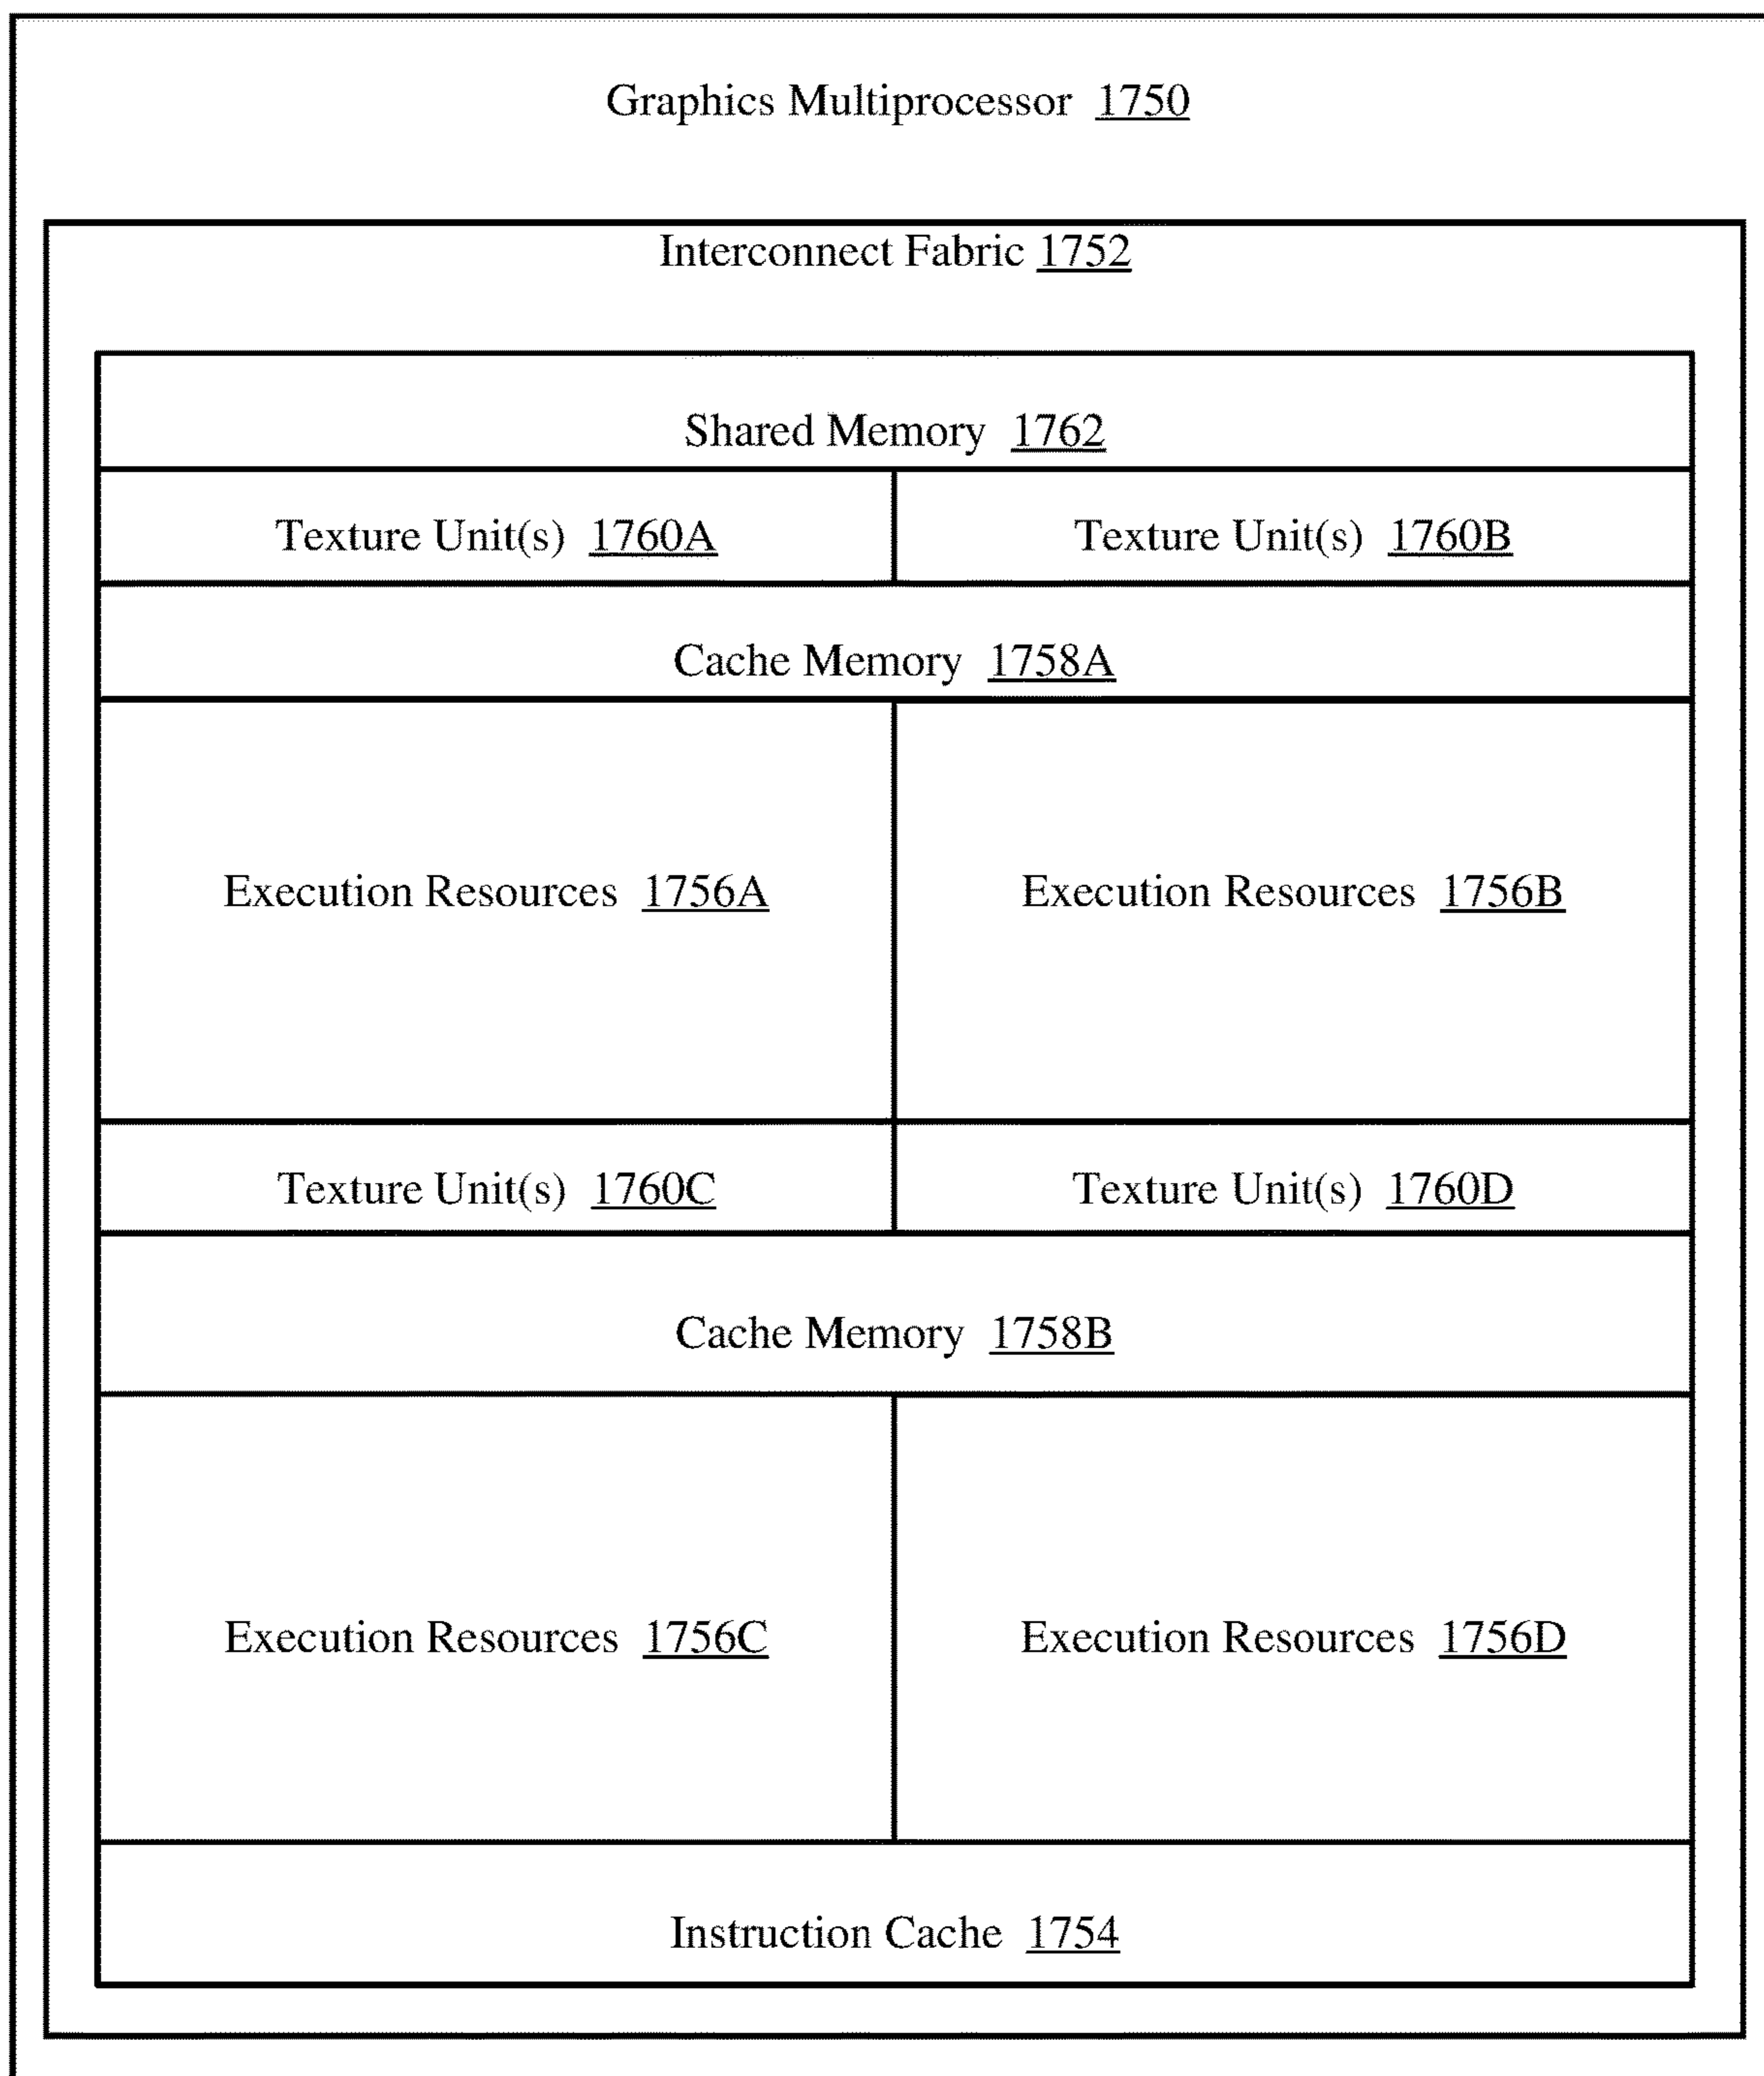 Graphics Multiprocessor 1750
Interconnect Fabric 1752
Shared Memory 1762
Texture Unit(s) 1760A
Texture Unit(s) 1760B
Cache Memory 1758A
Execution Resources 1756A
Execution Resources 1756B
Texture Unit(s) 1760C
Texture Unit(s) 1760D
Cache Memory 1758B
Execution Resources 1756C
Execution Resources 1756D
Instruction Cache 1754